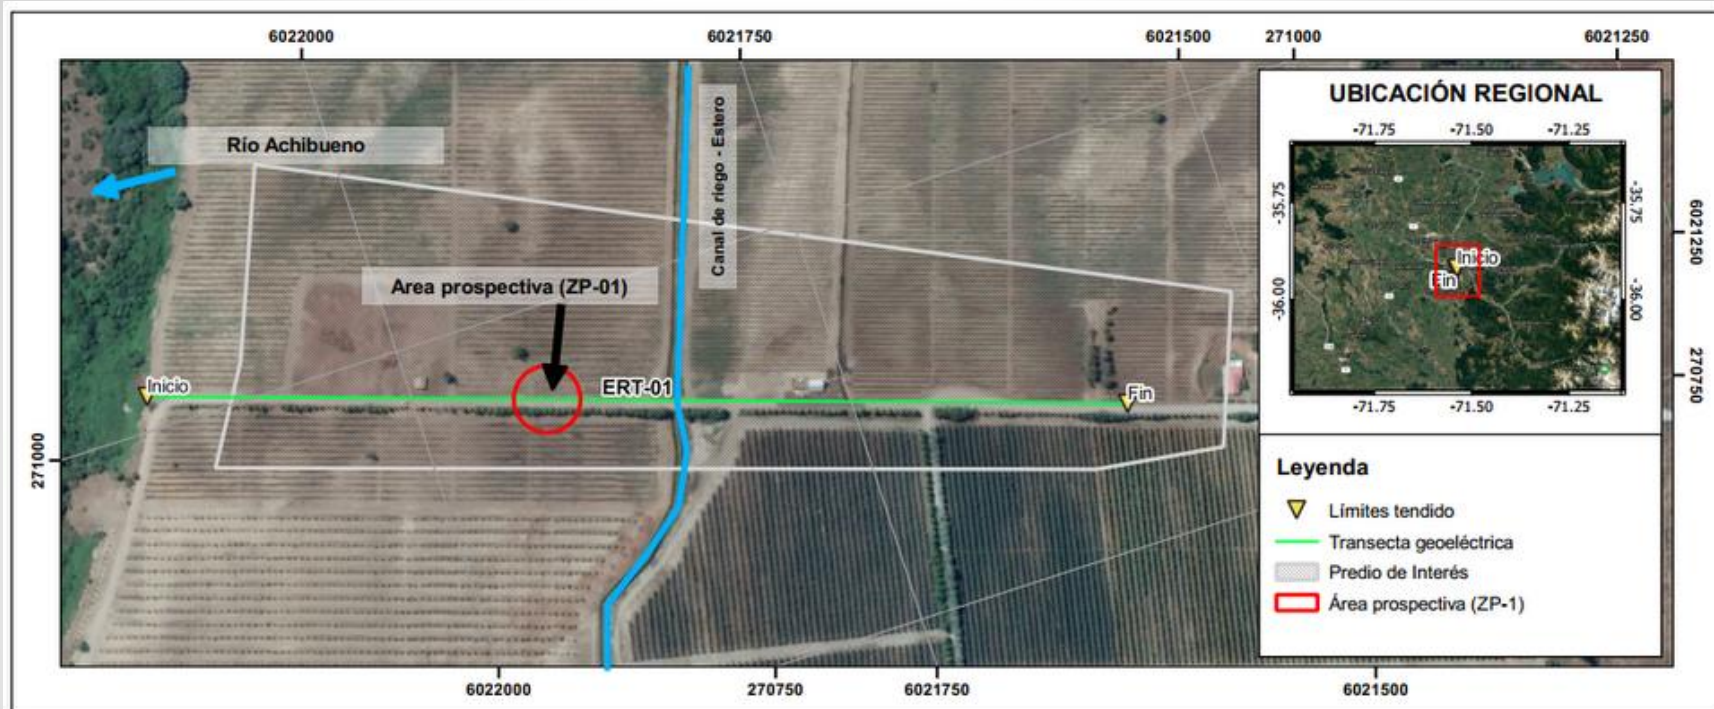 6022000
6021750
6021500
271000
6021250
Río Achibueno
Canal de riego - Estero
Area prospectiva (ZP-01)
Inicio
ERT-01
Fin
271000
6022000
270750
6021750
6021500
6021250
270750
UBICACIÓN REGIONAL
-71.75
-71.50
-71.25
-35.75
-35.75
Inicio
Fin
-36.00
-36.00
-71.75
-71.50
-71.25
Leyenda
Límites tendido
Transecta geoeléctrica
Predio de Interés
Área prospectiva (ZP-1)